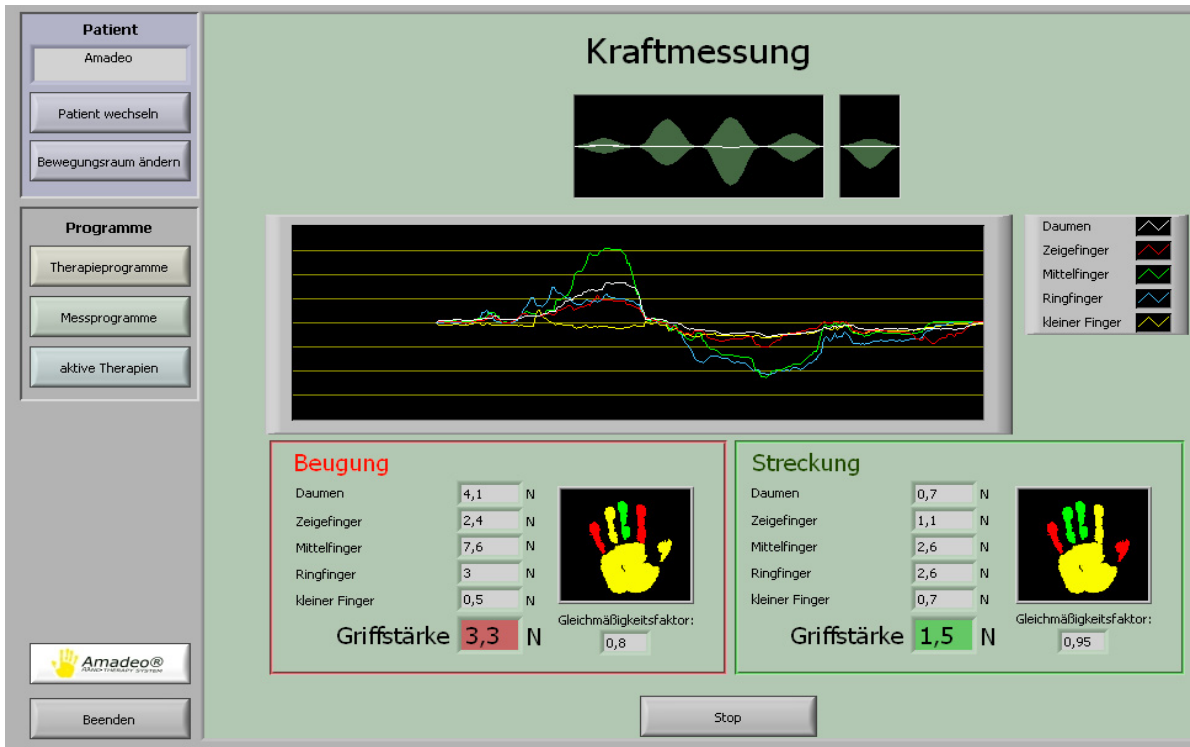 Patient
Amadeo
Patient wechseln
Bewegungsraum ändern
Programme
Therapieprogramme
Messprogramme
aktive Therapien
Amadeo®
HAND-THERAPY SYSTEM
Beenden
Kraftmessung
Daumen
Zeigefinger
Mittelfinger
Ringfinger
kleiner Finger
Beugung
Daumen 4,1 N
Zeigefinger 2,4 N
Mittelfinger 7,6 N
Ringfinger 3 N
kleiner Finger 0,5 N
Griffstärke 3,3 N
Gleichmäßigkeitsfaktor:
0,8
Streckung
Daumen 0,7 N
Zeigefinger 1,1 N
Mittelfinger 2,6 N
Ringfinger 2,6 N
kleiner Finger 0,7 N
Griffstärke 1,5 N
Gleichmäßigkeitsfaktor:
0,95
Stop